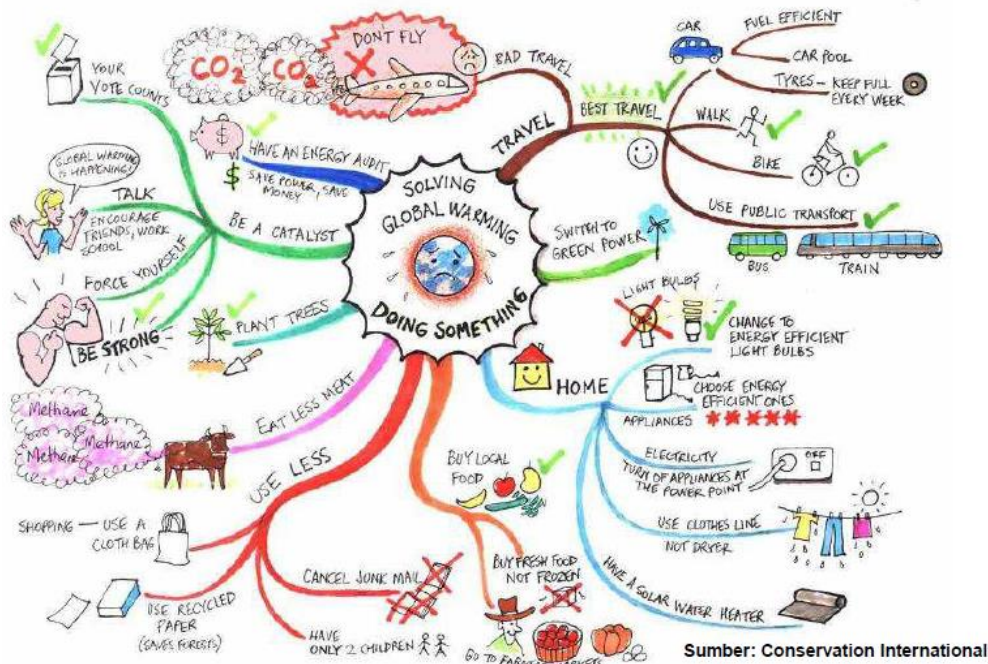 SOLVING
GLOBAL WARMING
DOING SOMETHING
TRAVEL
BAD TRAVEL
DON'T FLY
CO2
CO2
BEST TRAVEL
CAR
FUEL EFFICIENT
CAR POOL
TYRES – KEEP FULL
EVERY WEEK
WALK
BIKE
USE PUBLIC TRANSPORT
BUS
TRAIN
SWITCH TO
GREEN POWER
HOME
LIGHT BULBS
CHANGE TO
ENERGY EFFICIENT
LIGHT BULBS
CHOOSE ENERGY
EFFICIENT ONES
APPLIANCES
ELECTRICITY
TURN OF APPLIANCES AT
THE POWER POINT
OFF
USE CLOTHES LINE
NOT DRYER
HAVE A SOLAR WATER HEATER
BUY LOCAL
FOOD
BUY FRESH FOOD
NOT FROZEN
GO TO
USE LESS
SHOPPING — USE A
CLOTH BAG
USE RECYCLED
PAPER
(SAVES FORESTS)
CANCEL JUNK MAIL
HAVE
ONLY 2 CHILDREN
EAT LESS MEAT
Methane
Methane
Methane
PLANT TREES
BE A CATALYST
YOUR
VOTE COUNTS
GLOBAL WARMING
IS HAPPENING!
TALK
ENCOURAGE
FRIENDS, WORK
SCHOOL
FORCE YOURSELF
BE STRONG
HAVE AN ENERGY AUDIT
SAVE POWER, SAVE
MONEY
$
$
Sumber: Conservation International